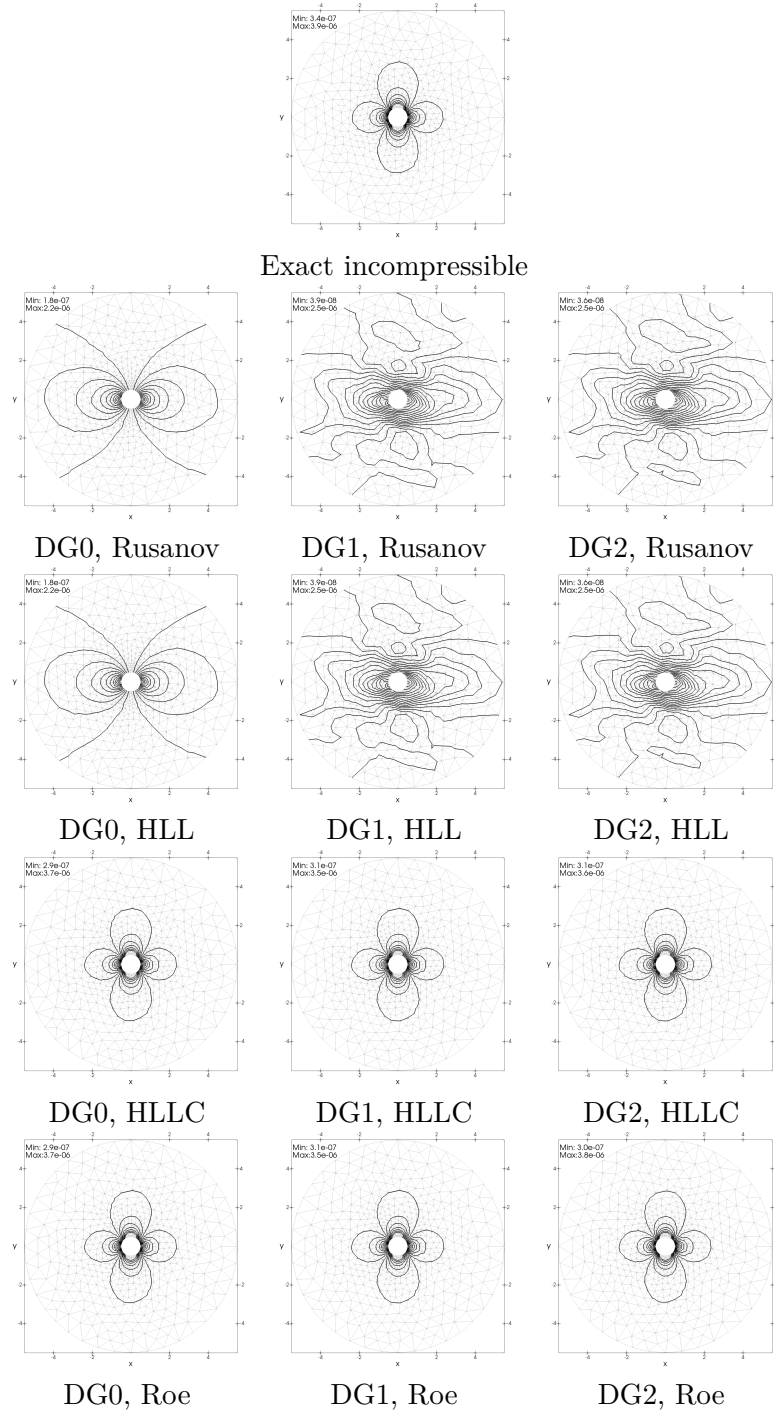 Min: 3.4e-07
Max:3.9e-06
Exact incompressible
Min: 1.8e-07
Max:2.2e-06
Min: 3.9e-08
Max:2.5e-06
Min: 3.6e-08
Max:2.5e-06
DG0, Rusanov
DG1, Rusanov
DG2, Rusanov
Min: 1.8e-07
Max:2.2e-06
Min: 3.9e-08
Max:2.5e-06
Min: 3.6e-08
Max:2.5e-06
DG0, HLL
DG1, HLL
DG2, HLL
Min: 2.9e-07
Max:3.7e-06
Min: 3.1e-07
Max:3.5e-06
Min: 3.1e-07
Max:3.6e-06
DG0, HLLC
DG1, HLLC
DG2, HLLC
Min: 2.9e-07
Max:3.7e-06
Min: 3.1e-07
Max:3.5e-06
Min: 3.0e-07
Max:3.8e-06
DG0, Roe
DG1, Roe
DG2, Roe